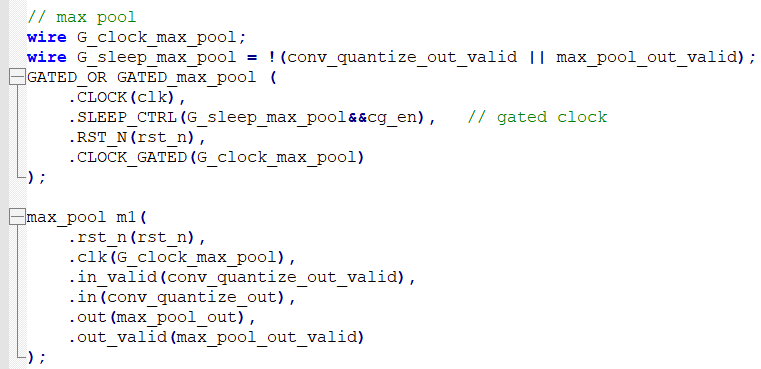 // max pool
wire G_clock_max_pool;
wire G_sleep_max_pool = !(conv_quantize_out_valid || max_pool_out_valid);
GATED_OR GATED_max_pool (
.CLOCK(clk),
.SLEEP_CTRL(G_sleep_max_pool&&cg_en), // gated clock
.RST_N(rst_n),
.CLOCK_GATED(G_clock_max_pool)
);
max_pool m1(
.rst_n(rst_n),
.clk(G_clock_max_pool),
.in_valid(conv_quantize_out_valid),
.in(conv_quantize_out),
.out(max_pool_out),
.out_valid(max_pool_out_valid)
);